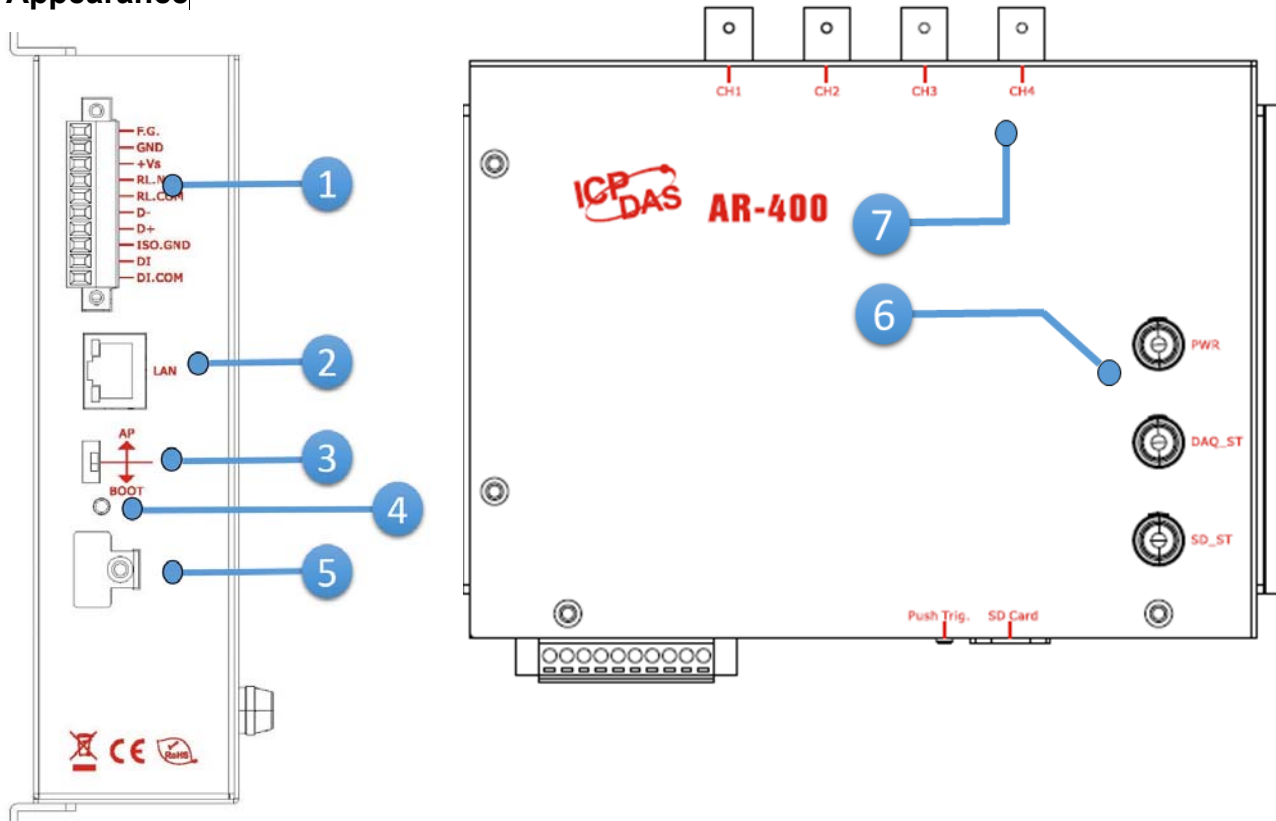 Appearance
F.G.
GND
+Vs
RL.COM
D-
D+
ISO.GND
DI
DI.COM
1
LAN
2
AP
3
BOOT
4
5
RoHS
CE
CH1 CH2 CH3 CH4
ICP
DAS
AR-400
7
6
PWR
DAQ_ST
SD_ST
Push Trig. SD Card